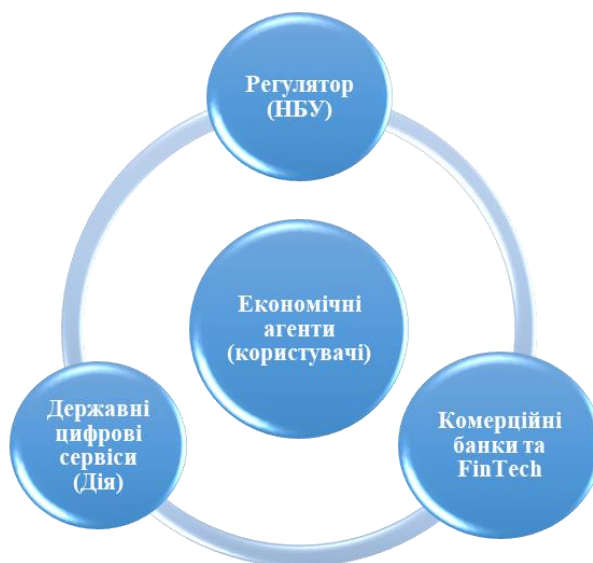 Регулятор
(НБУ)
Економічні
агенти
(користувачі)
Державні
цифрові
сервіси
(Дія)
Комерційні
банки та
FinTech